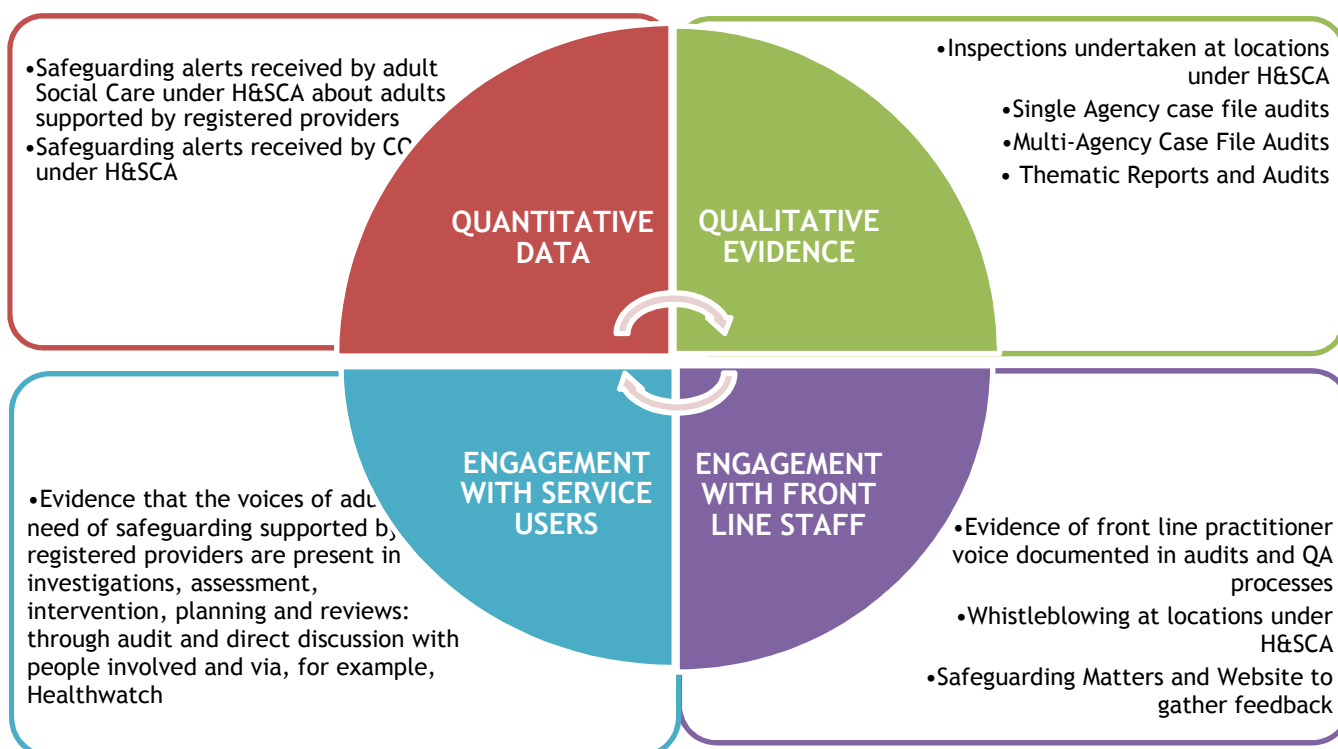 •Safeguarding alerts received by adult
Social Care under H&SCA about adults
supported by registered providers
•Safeguarding alerts received by
under H&SCA
QUANTITATIVE
DATA
•Inspections undertaken at locations
under H&SCA
•Single Agency case file audits
•Multi-Agency Case File Audits
• Thematic Reports and Audits
QUALITATIVE
EVIDENCE
•Evidence that the voices of
need of safeguarding supported by
registered providers are present in
investigations, assessment,
intervention, planning and reviews:
through audit and direct discussion with
people involved and via, for example,
Healthwatch
ENGAGEMENT
WITH SERVICE
USERS
ENGAGEMENT
WITH FRONT
LINE STAFF
•Evidence of front line practitioner
voice documented in audits and QA
processes
•Whistleblowing at locations under
H&SCA
•Safeguarding Matters and Website to
gather feedback